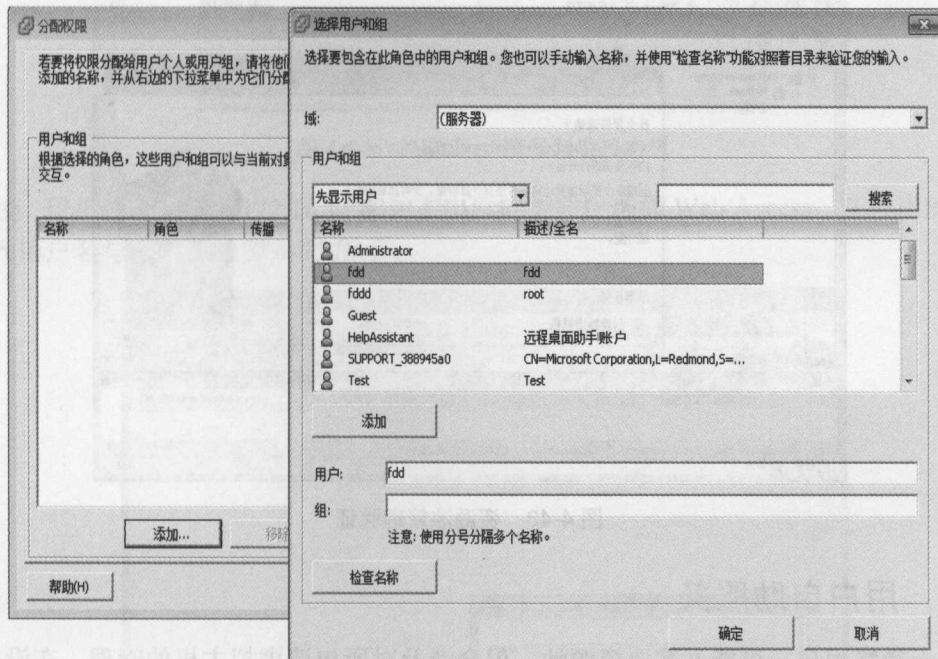 分配权限
若要将权限分配给用户个人或用户组，请将他们
添加的名称，并从右边的下拉菜单中为它们分配
用户和组
根据选择的角色，这些用户和组可以与当前对象
交互。
名称 角色 传播
添加... 移除
帮助(H)
选择用户和组
选择要包含在此角色中的用户和组。您也可以手动输入名称，并使用"检查名称"功能对照着目录来验证您的输入。
域: (服务器)
用户和组
先显示用户 搜索
名称 描述/全名
Administrator
fdd fdd
fddd root
Guest
HelpAssistant 远程桌面助手帐户
SUPPORT_388945a0 CN=Microsoft Corporation,L=Redmond,S=...
Test Test
添加
用户: fdd
组:
注意: 使用分号分隔多个名称。
检查名称
确定 取消